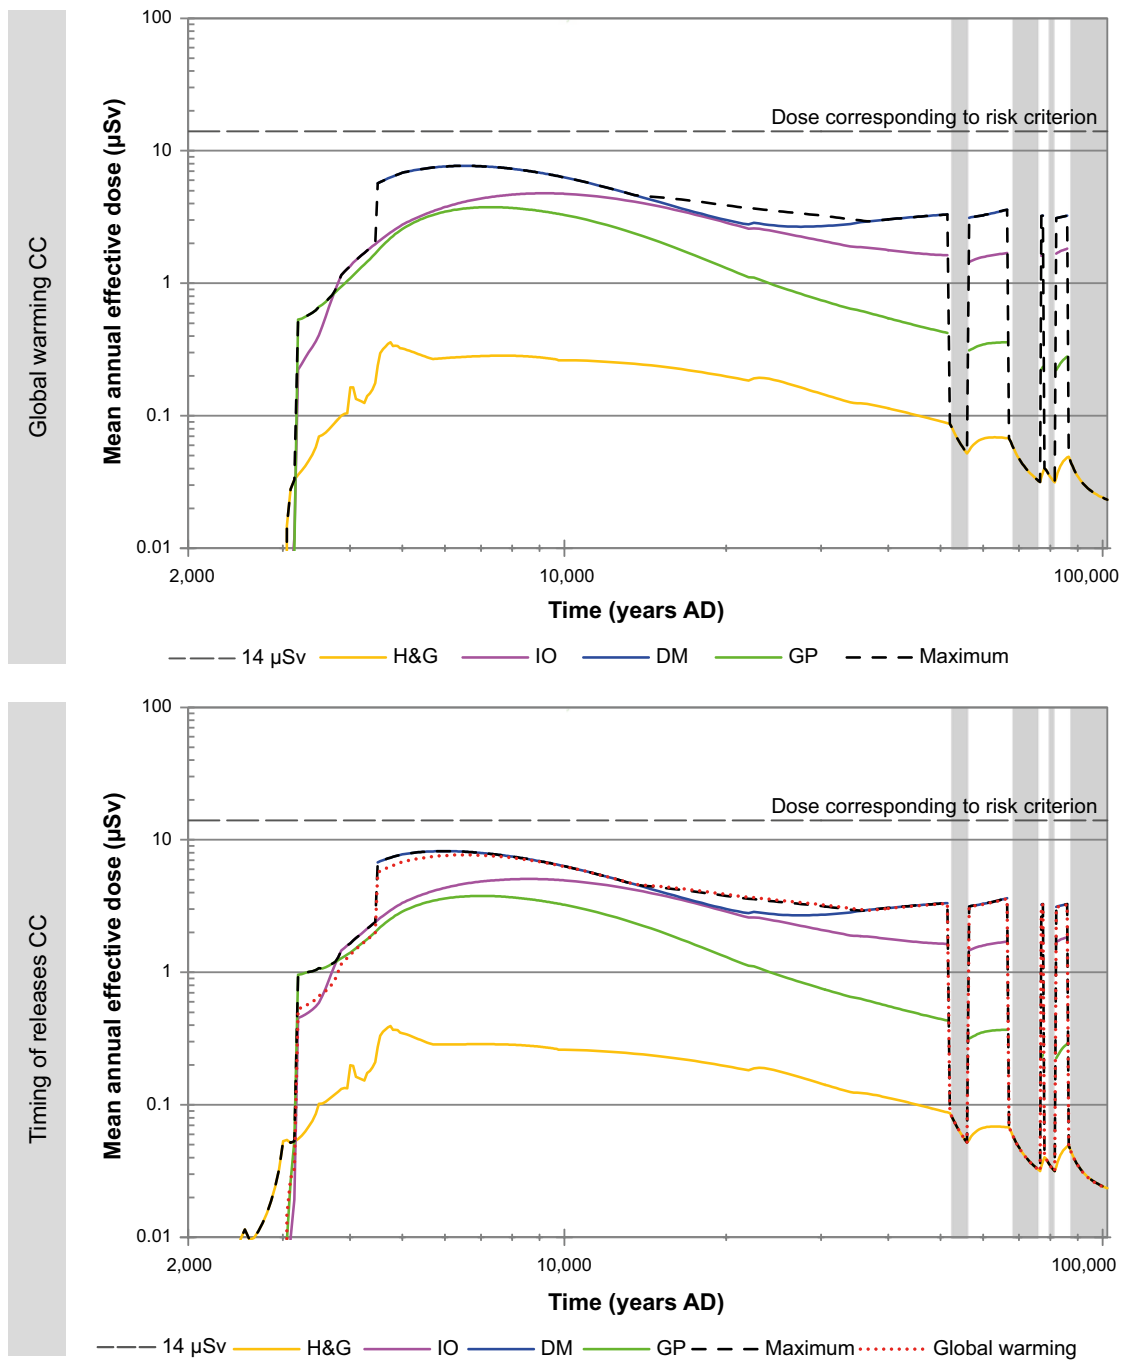 Global warming CC
Mean annual effective dose (µSv)
100
10
1
0.1
0.01
Dose corresponding to risk criterion
2,000
10,000
100,000
Time (years AD)
14 µSv H&G IO DM GP Maximum
Timing of releases CC
Mean annual effective dose (µSv)
100
10
1
0.1
0.01
Dose corresponding to risk criterion
2,000
10,000
100,000
Time (years AD)
14 µSv H&G IO DM GP Maximum Global warming